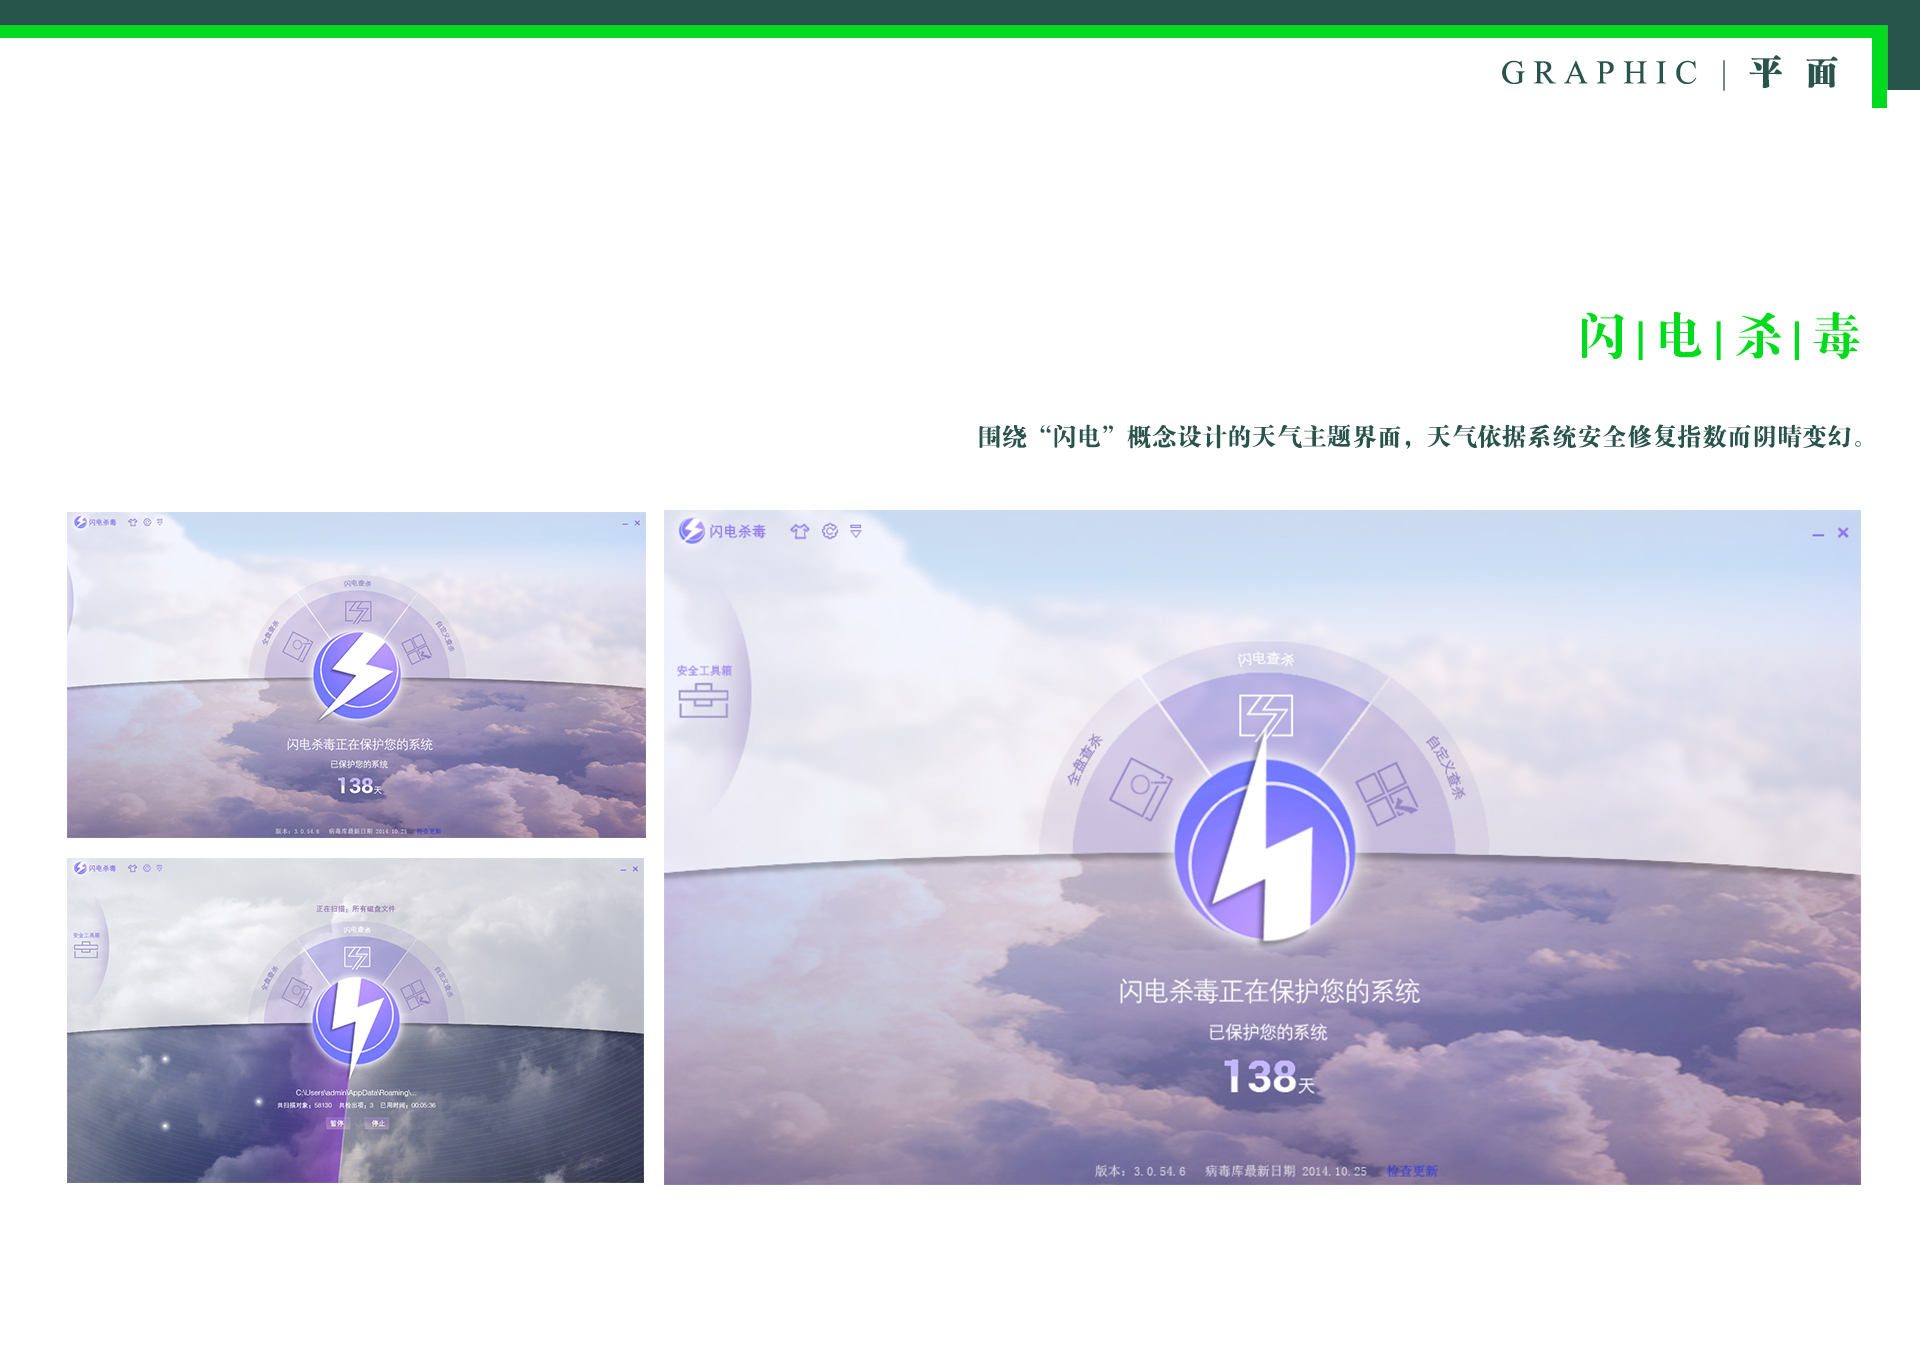 GRAPHIC | 平 面
闪|电|杀|毒
围绕“闪电”概念设计的天气主题界面，天气依据系统安全修复指数而阴晴变幻。
闪电杀毒
闪电查杀
全盘查杀
自定义查杀
闪电杀毒正在保护您的系统
已保护您的系统
138天
版本：3.0.54.6 病毒库最新日期 2014.10.21 检查更新
闪电杀毒
正在扫描：所有磁盘文件
闪电查杀
安全工具箱
全盘查杀
自定义查杀
C:\Users\admin\AppData\Roaming\...
共扫描对象：58130 共检出项：3 已用时间：00:05:36
暂停 停止
闪电杀毒
闪电查杀
安全工具箱
全盘查杀
自定义查杀
闪电杀毒正在保护您的系统
已保护您的系统
138天
版本：3.0.54.6 病毒库最新日期 2014.10.25 检查更新